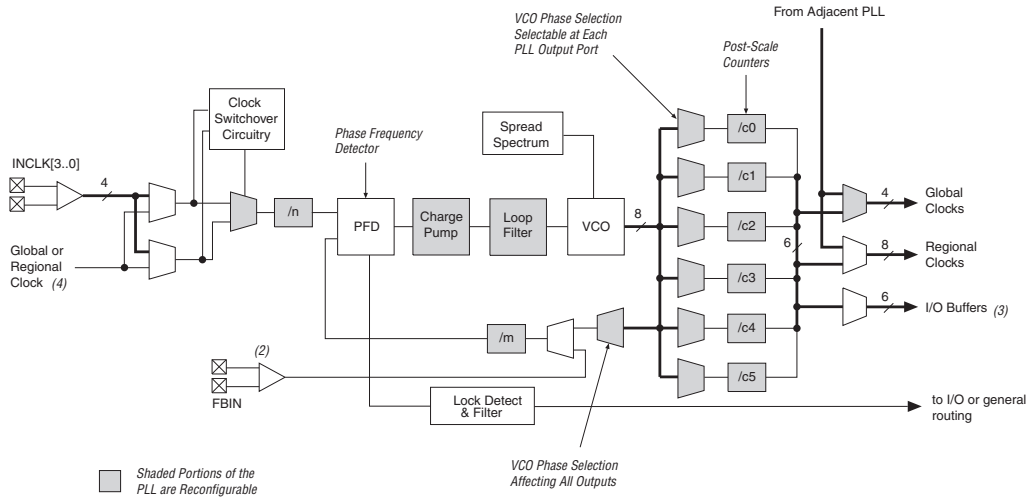 From Adjacent PLL
VCO Phase Selection
Selectable at Each
PLL Output Port
Post-Scale
Counters
Clock
Switchover
Circuitry
Phase Frequency
Detector
Spread
Spectrum
INCLK[3..0]
4
Global or
Regional
Clock (4)
/n
PFD
Charge
Pump
Loop
Filter
VCO
8
/c0
/c1
/c2
/c3
/c4
/c5
6
4
Global
Clocks
8
Regional
Clocks
6
I/O Buffers (3)
/m
(2)
FBIN
Lock Detect
& Filter
to I/O or general
routing
VCO Phase Selection
Affecting All Outputs
Shaded Portions of the
PLL are Reconfigurable